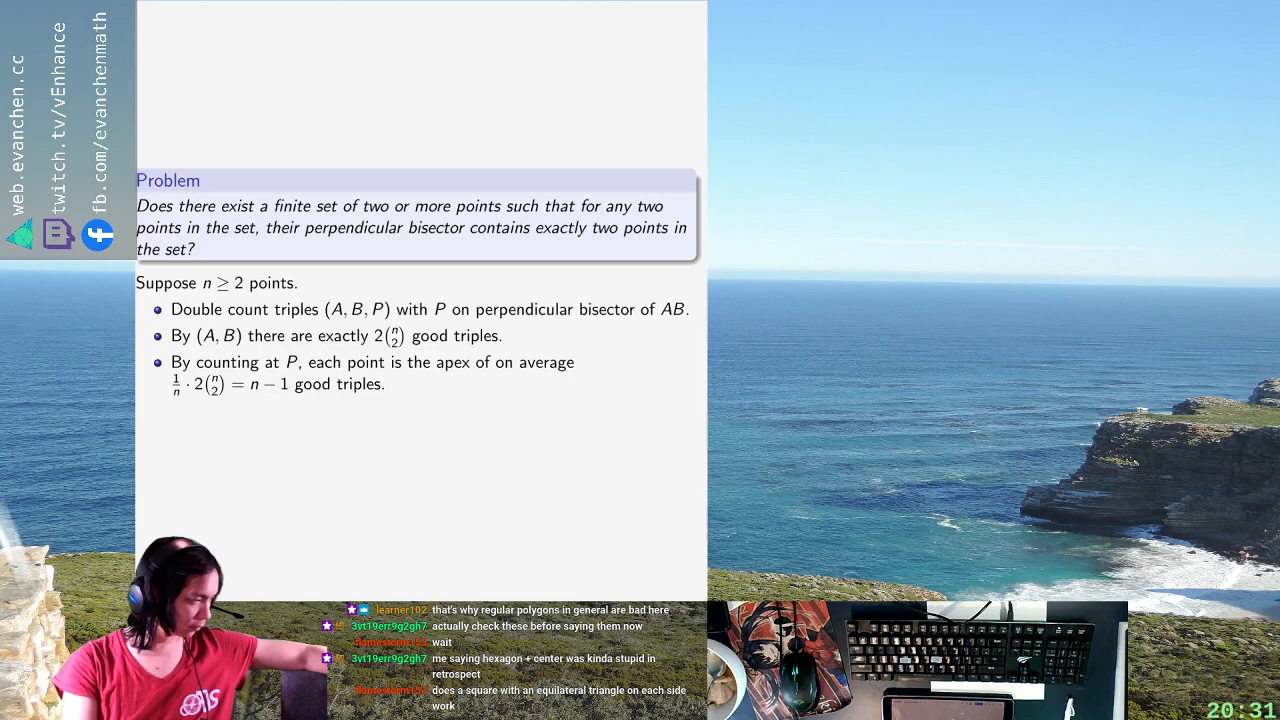 web.evanchen.cc
twitch.tv/vEnhance
fb.com/evanchenmath
Problem
Does there exist a finite set of two or more points such that for any two
points in the set, their perpendicular bisector contains exactly two points in
the set?
Suppose n ≥ 2 points.
Double count triples (A, B, P) with P on perpendicular bisector of AB.
By (A, B) there are exactly 2(n 2) good triples.
By counting at P, each point is the apex of on average
1/n · 2(n 2) = n − 1 good triples.
learner102: that's why regular polygons in general are bad here
3vt19err9g2gh7: actually check these before saying them now
flamestorm153: wait
3vt19err9g2gh7: me saying hexagon + center was kinda stupid in
retrospect
does a square with an equilateral triangle on each side
work
20:31